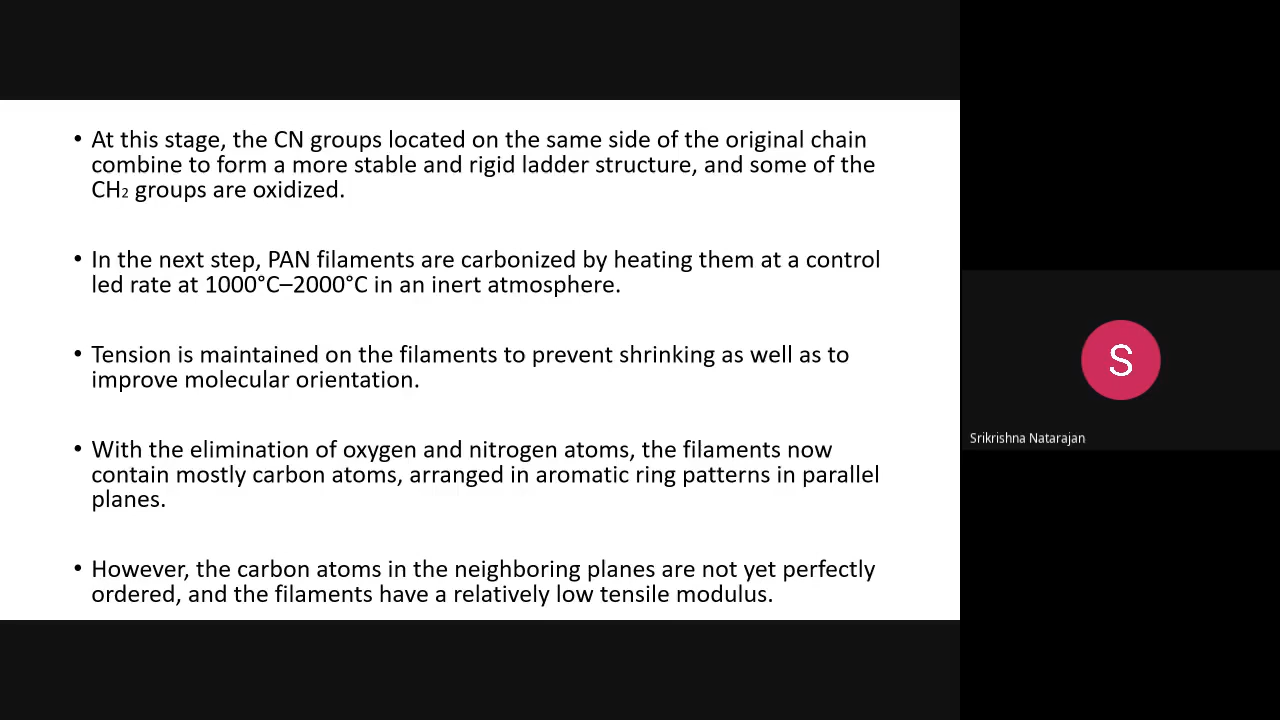 • At this stage, the CN groups located on the same side of the original chain
combine to form a more stable and rigid ladder structure, and some of the
CH₂ groups are oxidized.
• In the next step, PAN filaments are carbonized by heating them at a control
led rate at 1000°C–2000°C in an inert atmosphere.
• Tension is maintained on the filaments to prevent shrinking as well as to
improve molecular orientation.
• With the elimination of oxygen and nitrogen atoms, the filaments now
contain mostly carbon atoms, arranged in aromatic ring patterns in parallel
planes.
• However, the carbon atoms in the neighboring planes are not yet perfectly
ordered, and the filaments have a relatively low tensile modulus.
S
Srikrishna Natarajan